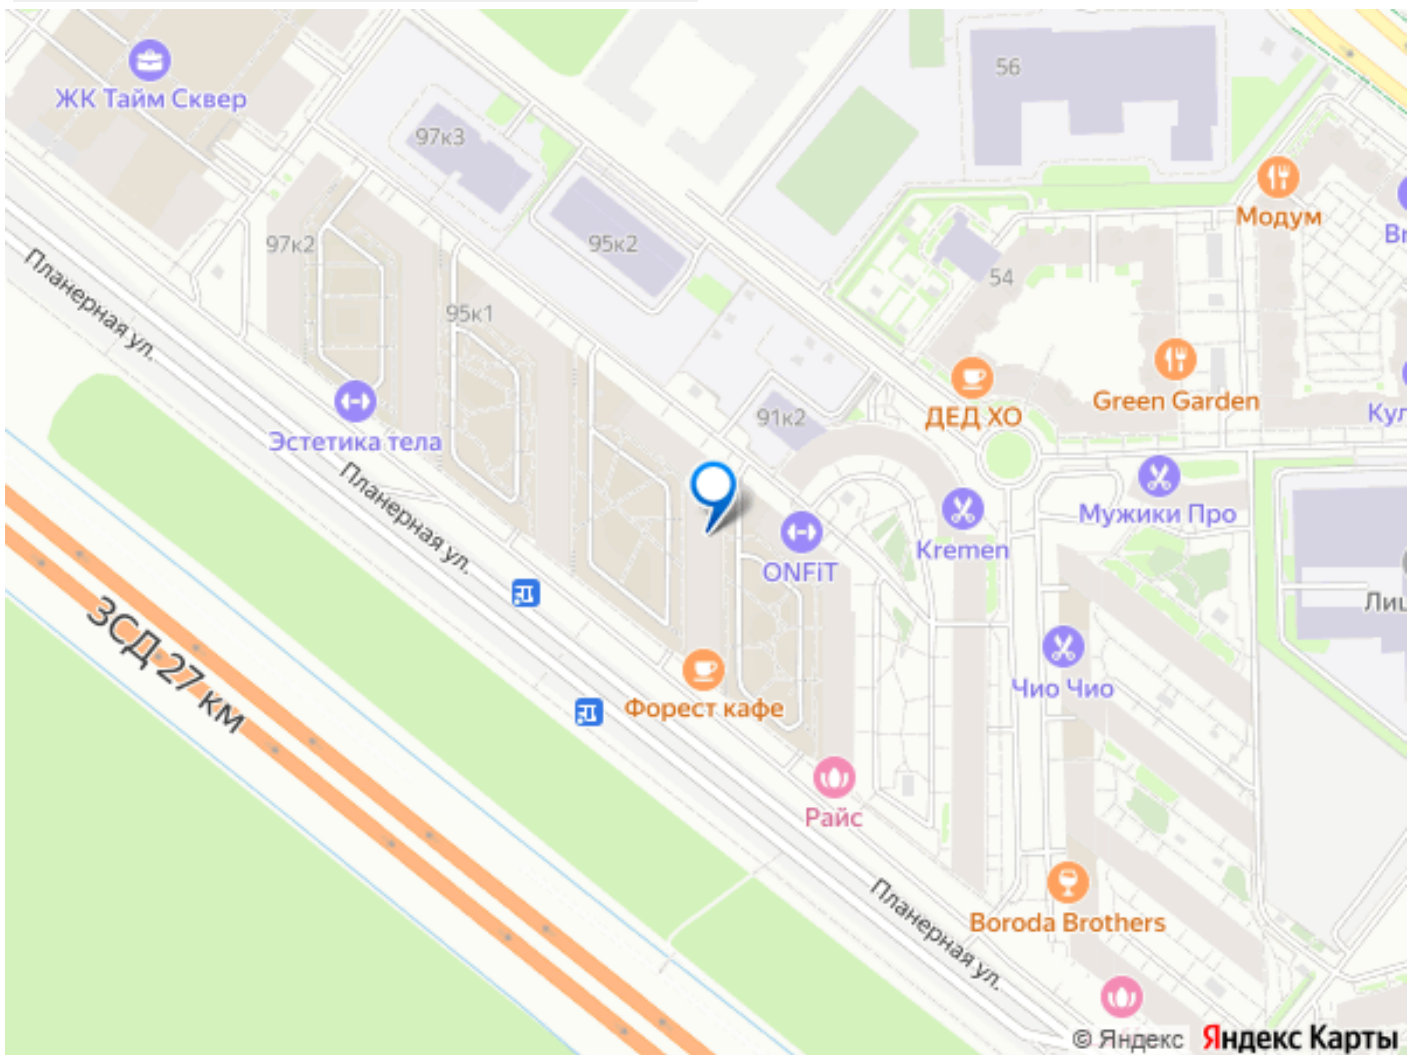 56
ЖК Тайм Сквер
97к3
Модум
97к2
95к2
54
Планерная ул.
95к1
Green Garden
ДЕД ХО
91к2
Эстетика тела
Планерная ул.
Мужики Про
Kremen
ONFiT
ЗСД 27 км
Чио Чио
Форест кафе
Райс
Планерная ул.
Boroda Brothers
© Яндекс Яндекс Карты